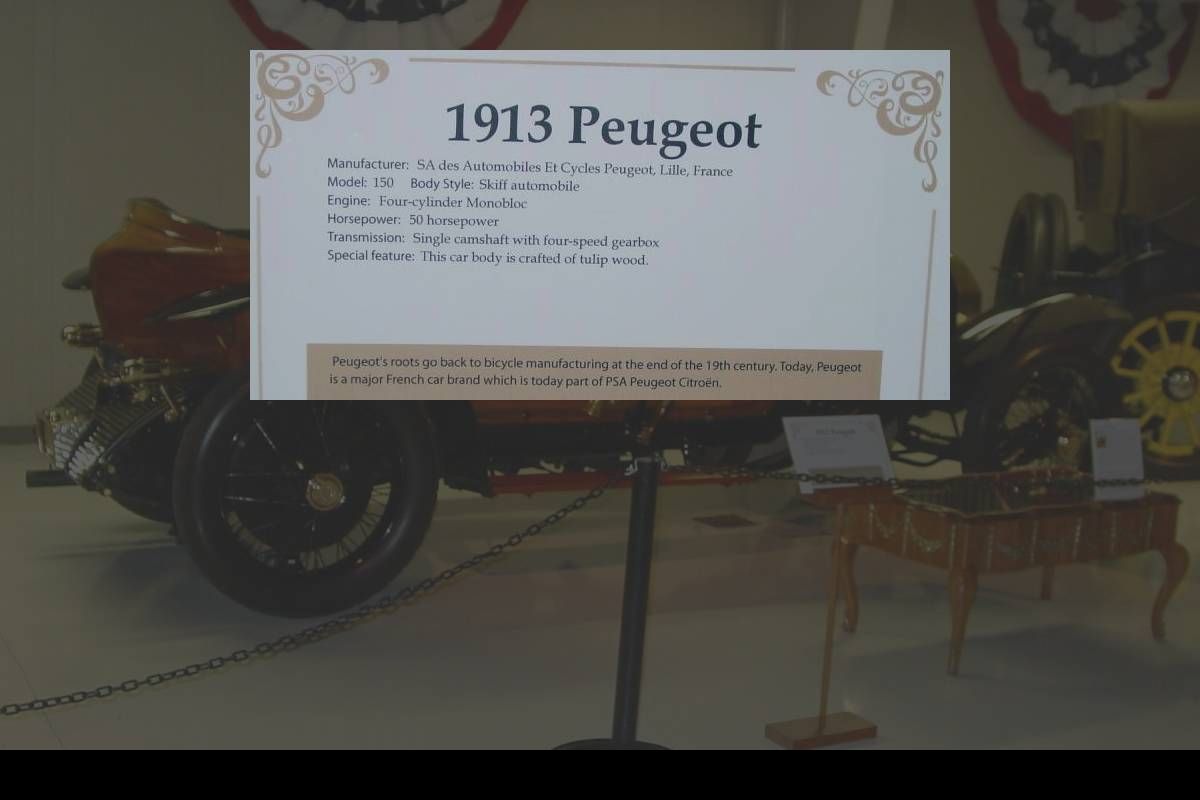 1913 Peugeot
Manufacturer: SA des Automobiles Et Cycles Peugeot, Lille, France
Model: 150 Body Style: Skiff automobile
Engine: Four-cylinder Monobloc
Horsepower: 50 horsepower
Transmission: Single camshaft with four-speed gearbox
Special feature: This car body is crafted of tulip wood.
Peugeot's roots go back to bicycle manufacturing at the end of the 19th century. Today, Peugeot
is a major French car brand which is today part of PSA Peugeot Citroën.